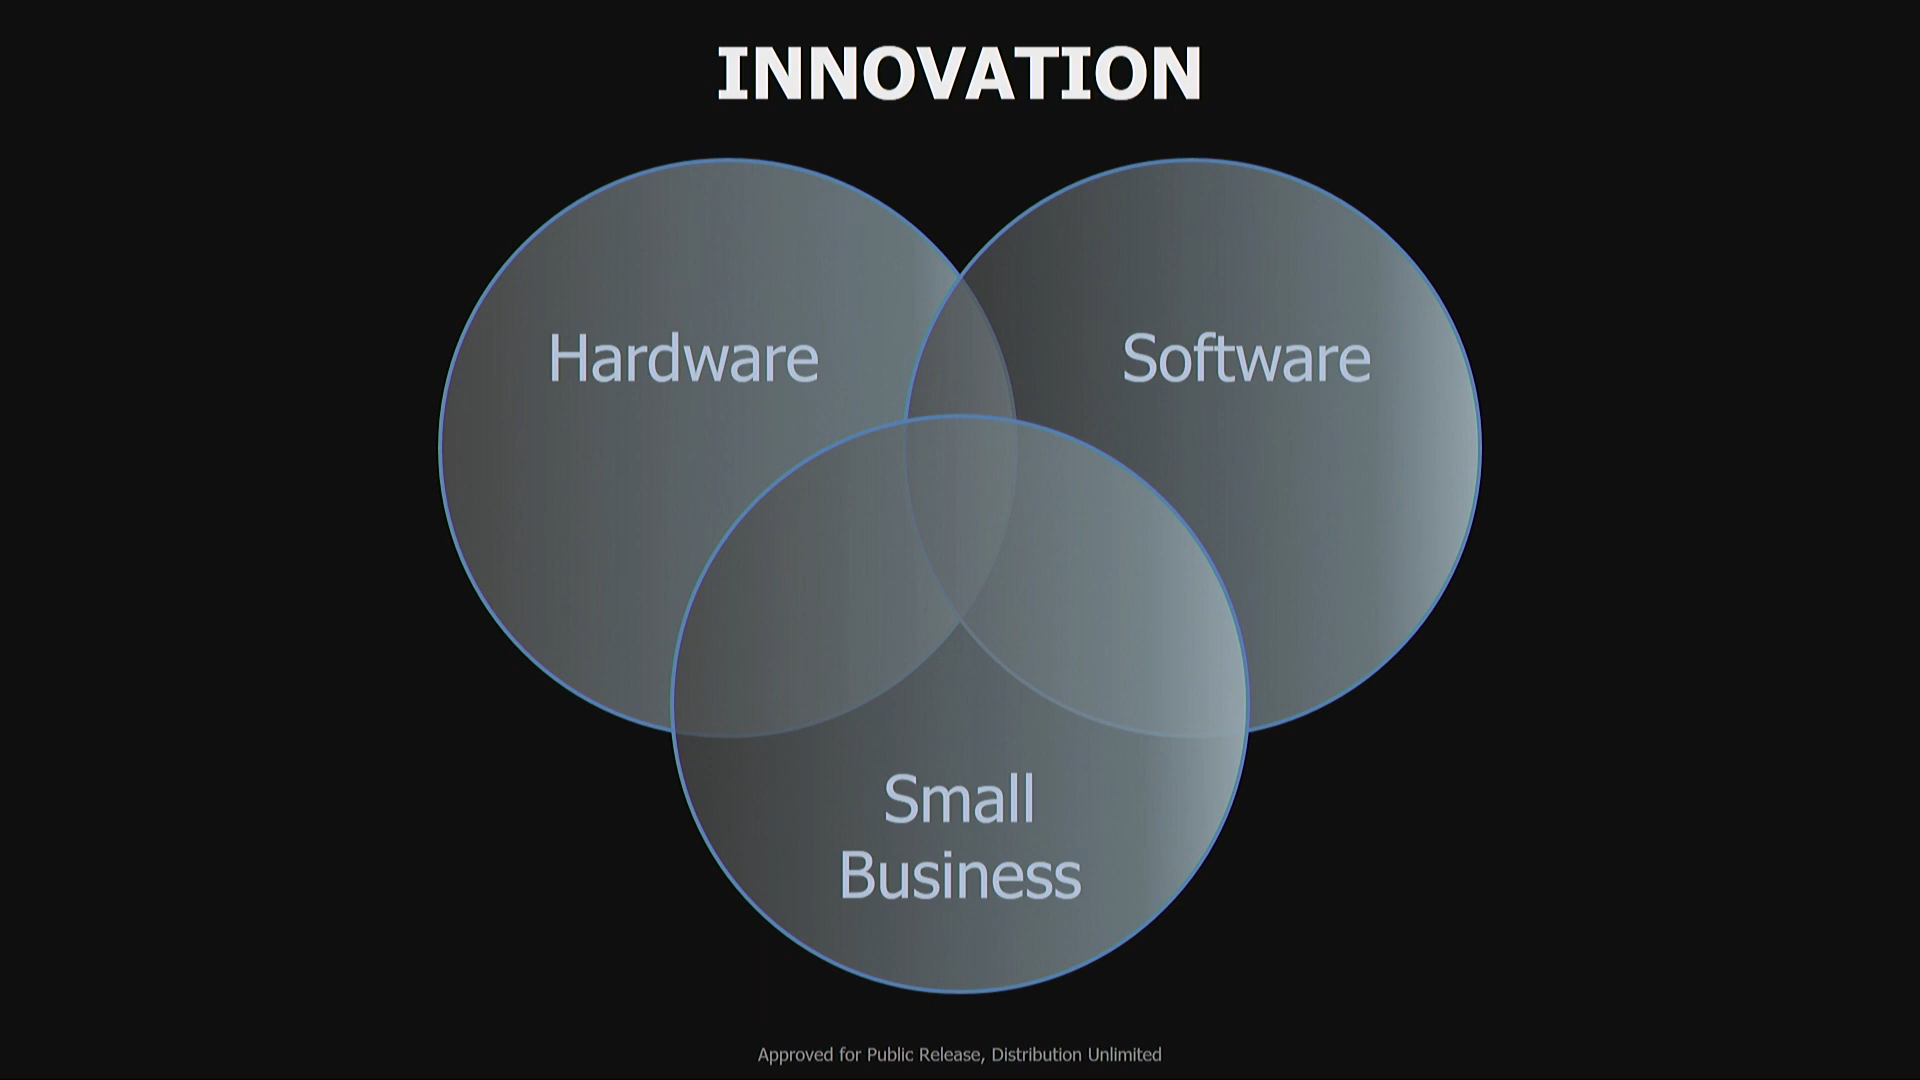 INNOVATION
Hardware
Software
Small
Business
Approved for Public Release, Distribution Unlimited